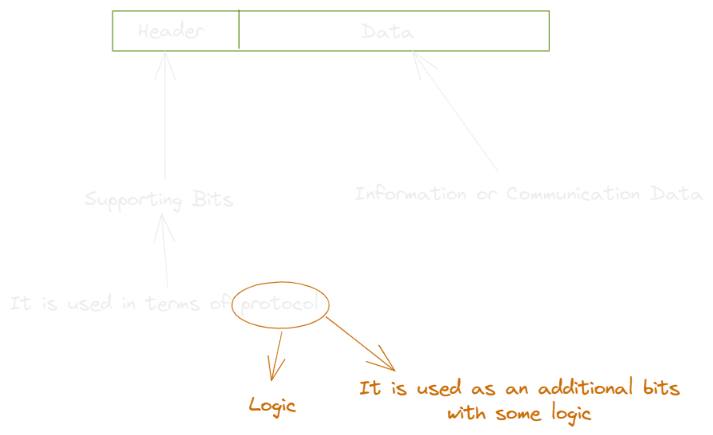 Header
Data
Supporting Bits
Information or Communication Data
It is used in terms of protocol
Logic
It is used as an additional bits
with some logic